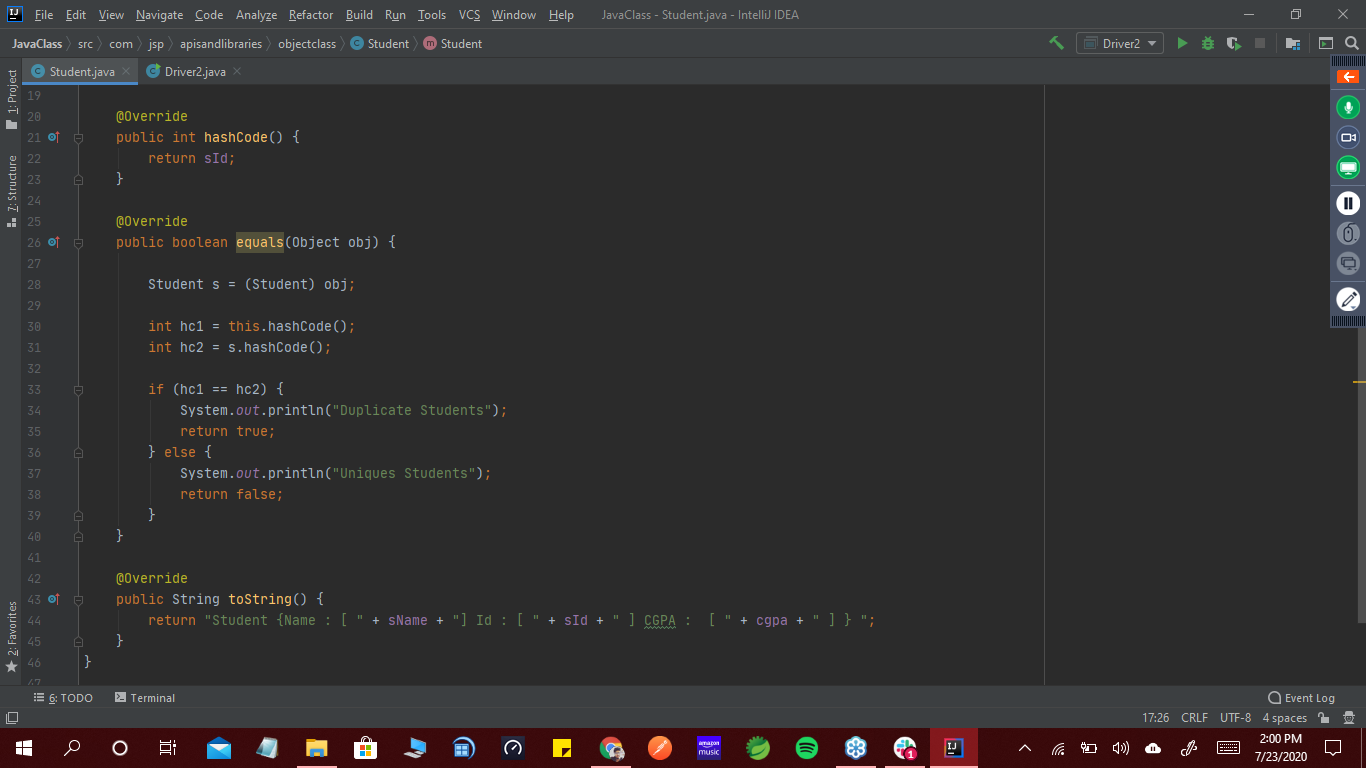 File Edit View Navigate Code Analyze Refactor Build Run Tools VCS Window Help JavaClass - Student.java - IntelliJ IDEA
JavaClass src com jsp apisandlibraries objectclass Student Student Driver2
Student.java Driver2.java
1: Project
7: Structure
2: Favorites
19
20 @Override
21 public int hashCode() {
22 return sId;
23 }
24
25 @Override
26 public boolean equals(Object obj) {
27
28 Student s = (Student) obj;
29
30 int hc1 = this.hashCode();
31 int hc2 = s.hashCode();
32
33 if (hc1 == hc2) {
34 System.out.println("Duplicate Students");
35 return true;
36 } else {
37 System.out.println("Uniques Students");
38 return false;
39 }
40 }
41
42 @Override
43 public String toString() {
44 return "Student {Name : [ " + sName + "] Id : [ " + sId + " ] CGPA :  [ " + cgpa + " ] } ";
45 }
46 }
47
6: TODO Terminal Event Log
17:26 CRLF UTF-8 4 spaces
amazon music
1
2:00 PM
7/23/2020